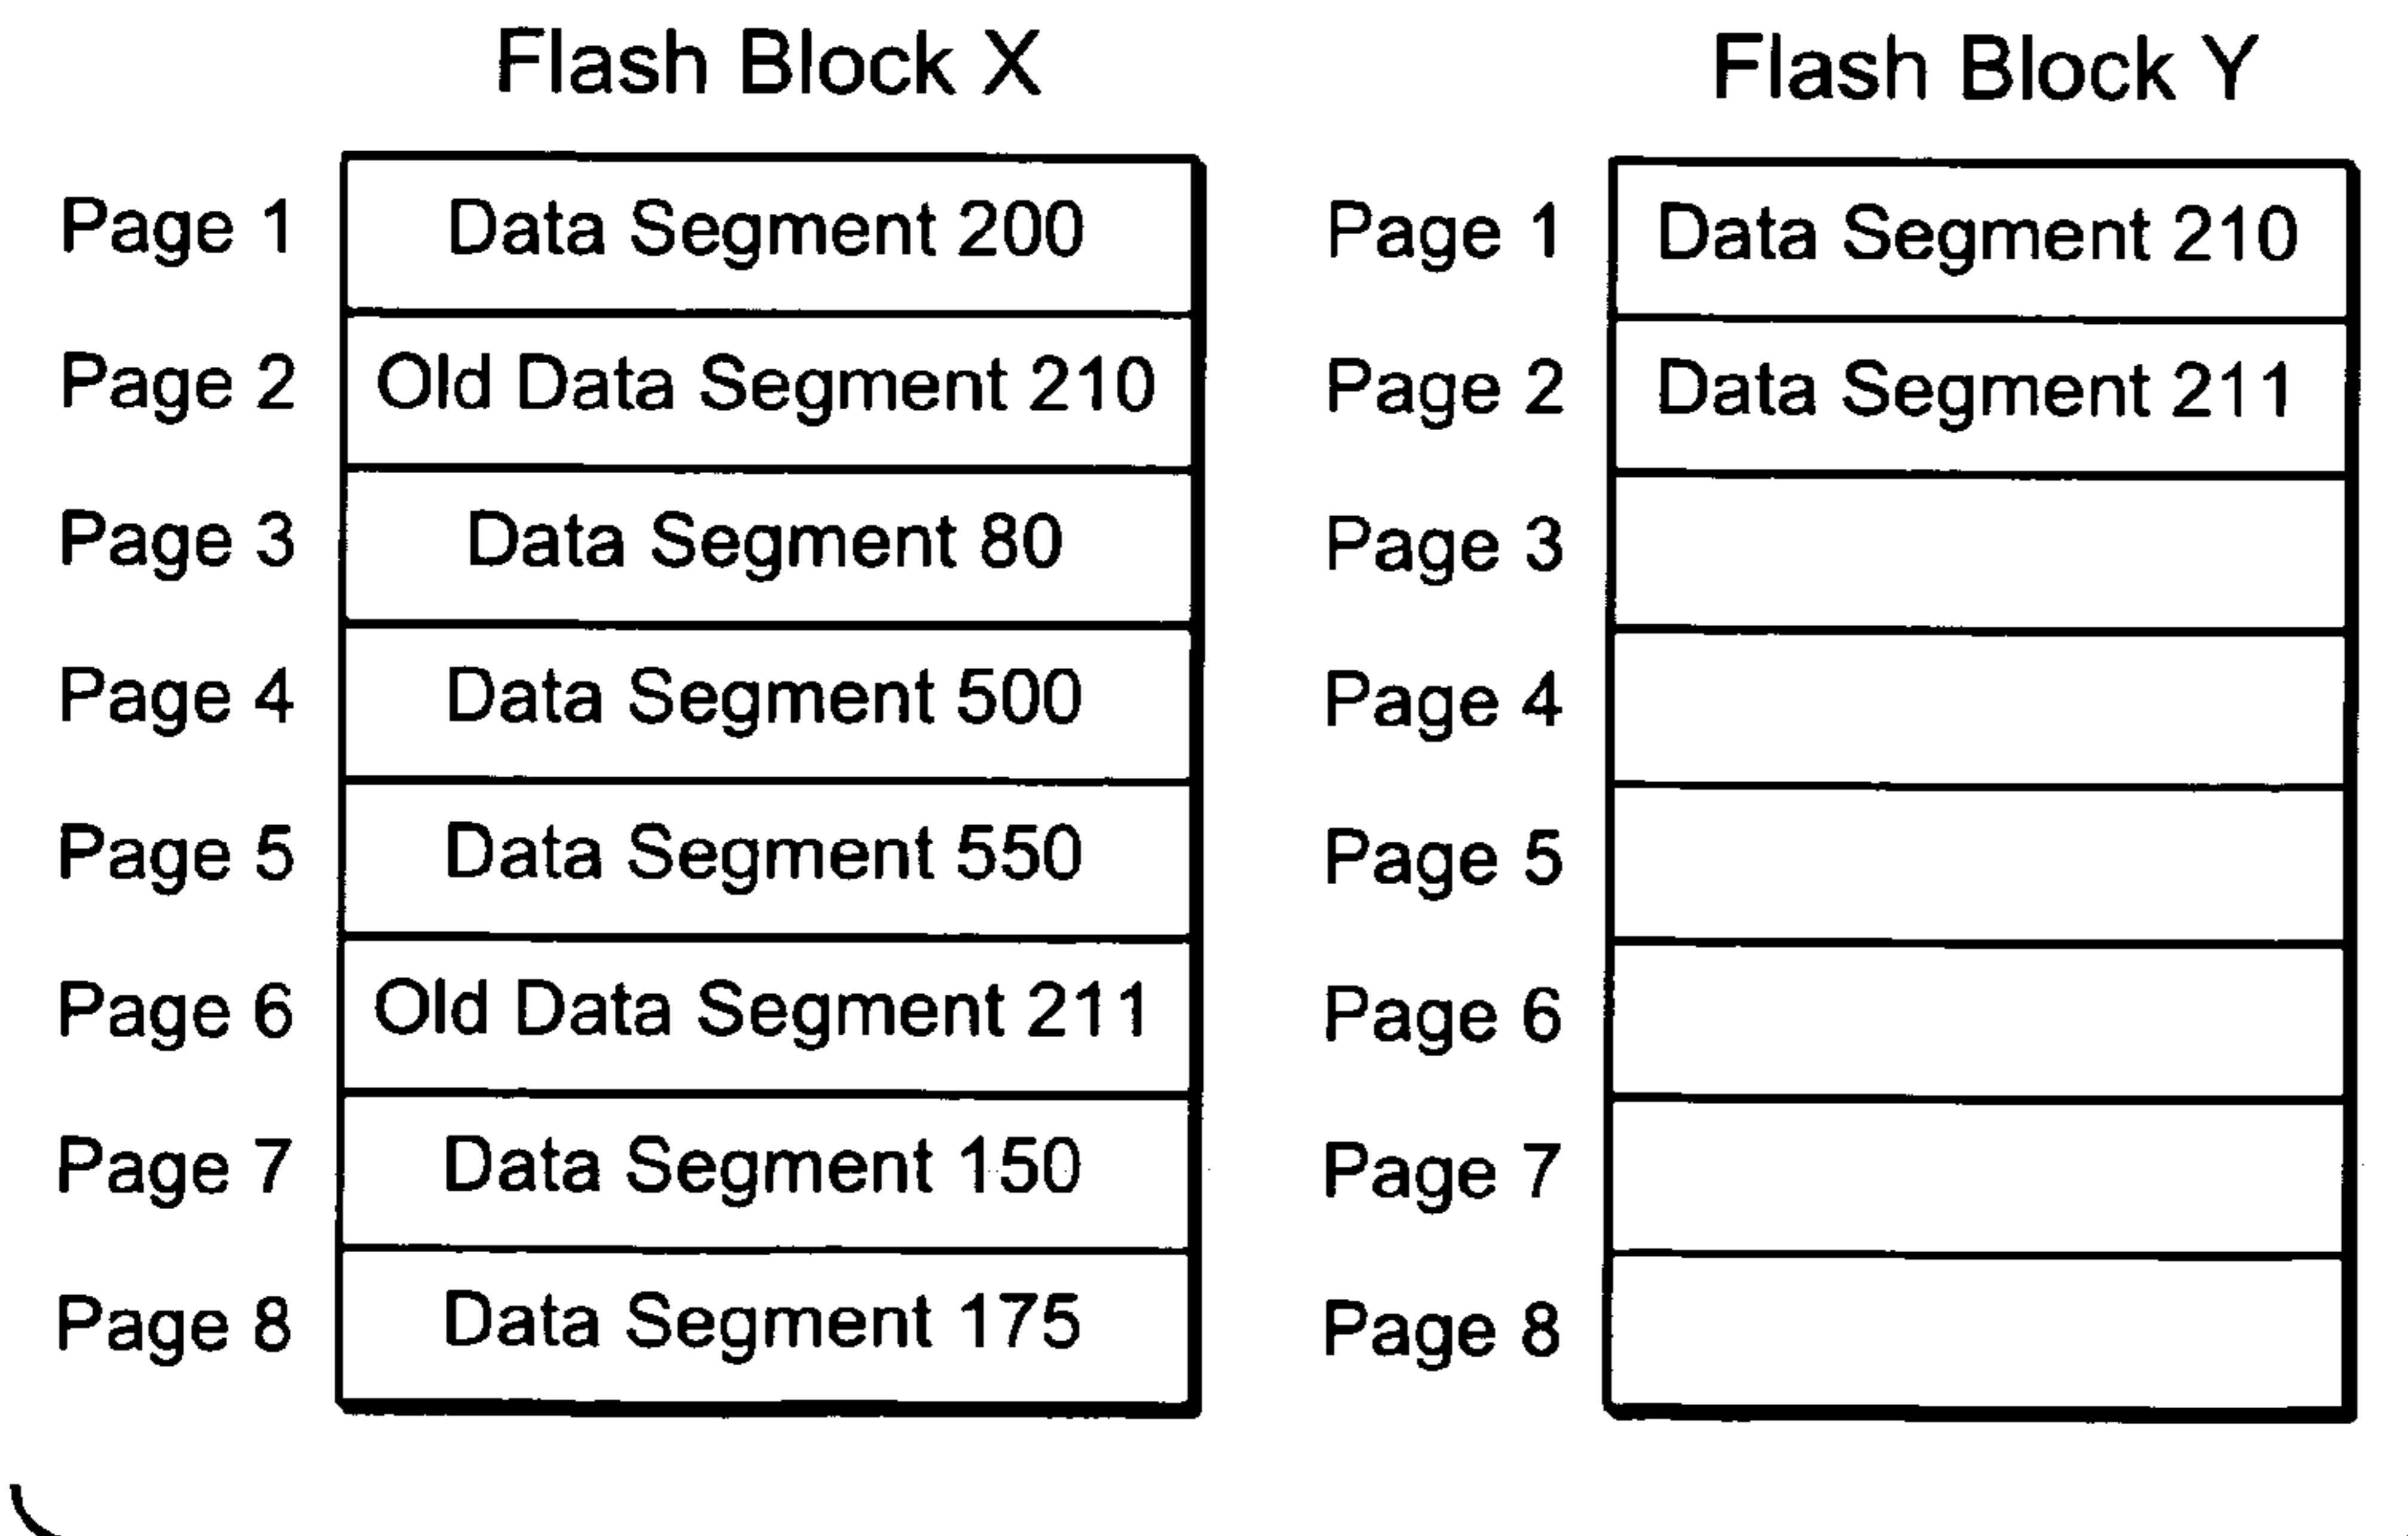 Flash Block X
Flash Block Y
Page 1 Data Segment 200
Page 2 Old Data Segment 210
Page 3 Data Segment 80
Page 4 Data Segment 500
Page 5 Data Segment 550
Page 6 Old Data Segment 211
Page 7 Data Segment 150
Page 8 Data Segment 175
Page 1 Data Segment 210
Page 2 Data Segment 211
Page 3
Page 4
Page 5
Page 6
Page 7
Page 8